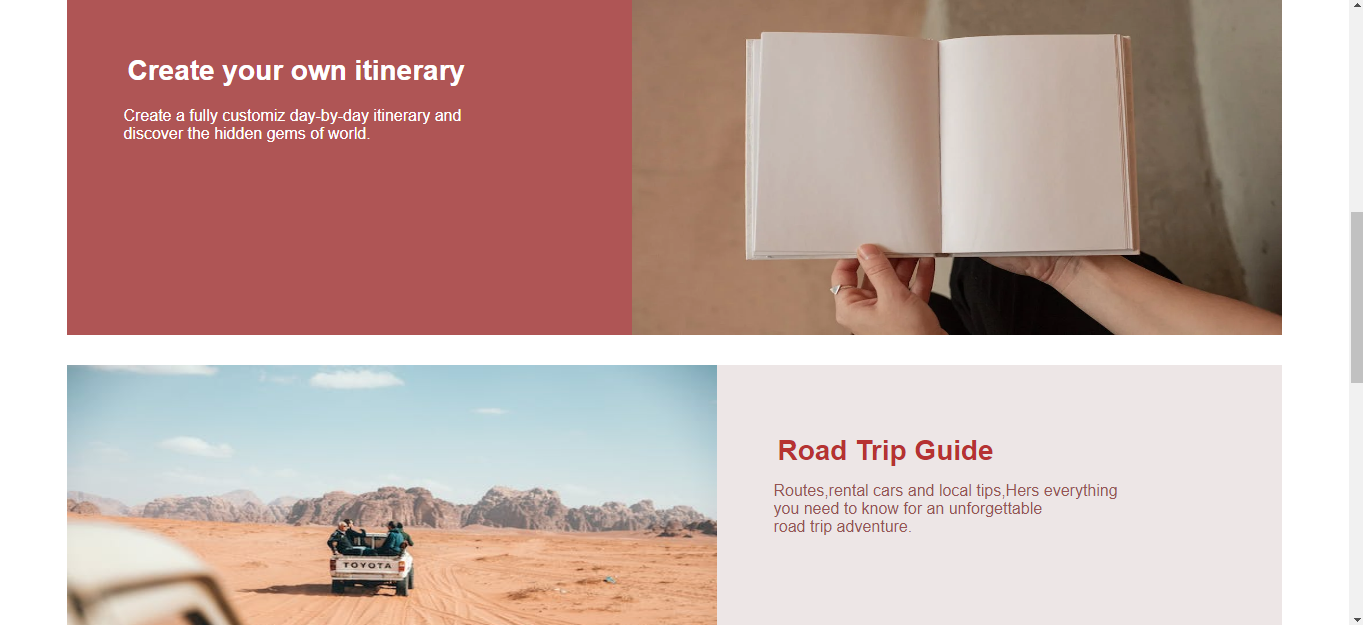 Create your own itinerary
Create a fully customiz day-by-day itinerary and
discover the hidden gems of world.
TOYOTA
Road Trip Guide
Routes,rental cars and local tips,Hers everything
you need to know for an unforgettable
road trip adventure.